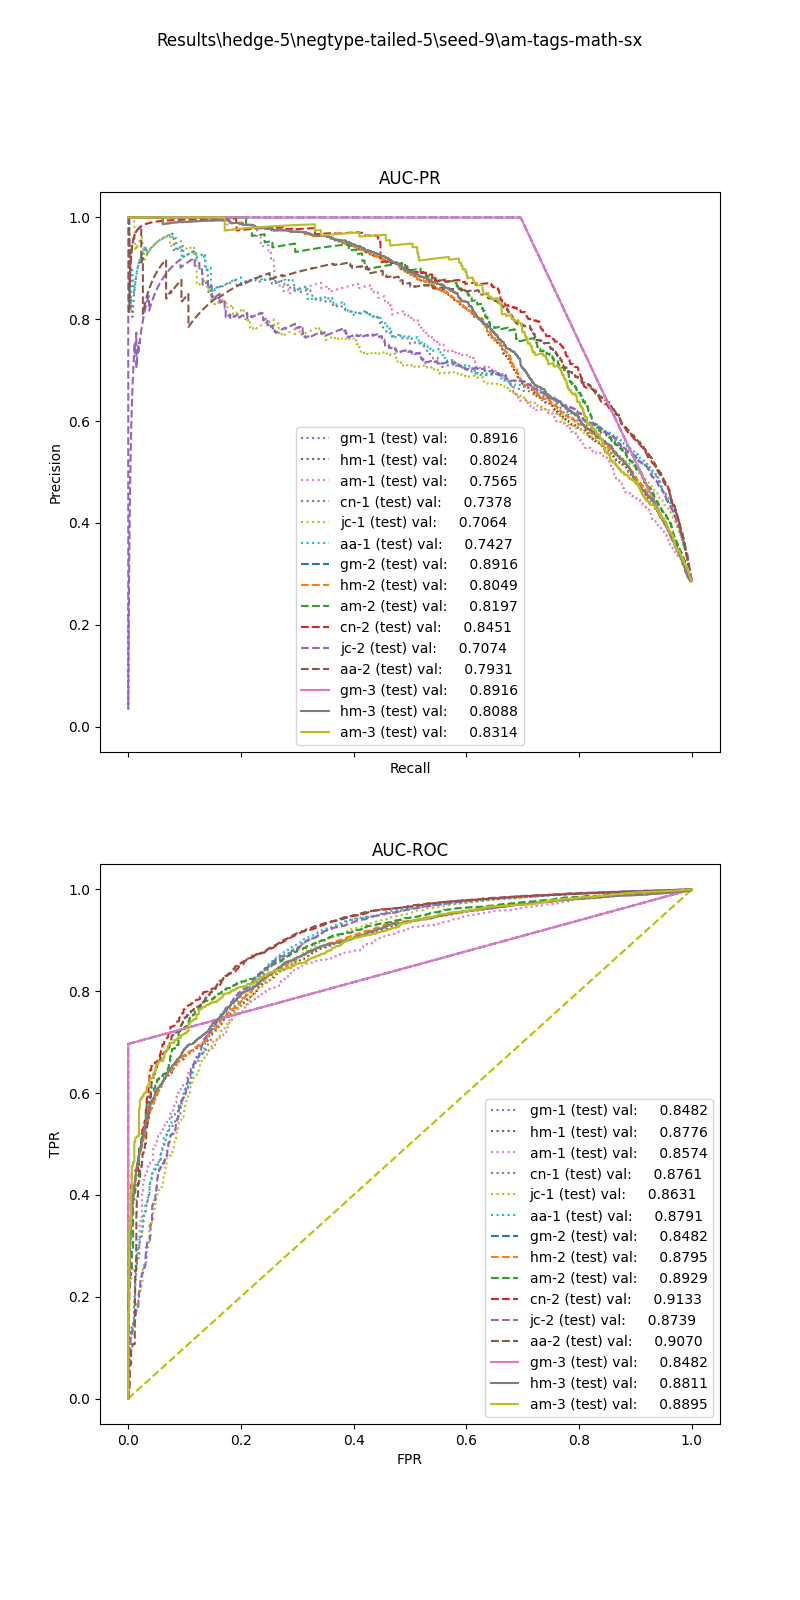 Results\hedge-5\negtype-tailed-5\seed-9\am-tags-math-sx
AUC-PR
1.0
0.8
0.6
0.4
0.2
0.0
Precision
gm-1 (test) val: 0.8916
hm-1 (test) val: 0.8024
am-1 (test) val: 0.7565
cn-1 (test) val: 0.7378
jc-1 (test) val: 0.7064
aa-1 (test) val: 0.7427
gm-2 (test) val: 0.8916
hm-2 (test) val: 0.8049
am-2 (test) val: 0.8197
cn-2 (test) val: 0.8451
jc-2 (test) val: 0.7074
aa-2 (test) val: 0.7931
gm-3 (test) val: 0.8916
hm-3 (test) val: 0.8088
am-3 (test) val: 0.8314
Recall
AUC-ROC
1.0
0.8
0.6
0.4
0.2
0.0
TPR
gm-1 (test) val: 0.8482
hm-1 (test) val: 0.8776
am-1 (test) val: 0.8574
cn-1 (test) val: 0.8761
jc-1 (test) val: 0.8631
aa-1 (test) val: 0.8791
gm-2 (test) val: 0.8482
hm-2 (test) val: 0.8795
am-2 (test) val: 0.8929
cn-2 (test) val: 0.9133
jc-2 (test) val: 0.8739
aa-2 (test) val: 0.9070
gm-3 (test) val: 0.8482
hm-3 (test) val: 0.8811
am-3 (test) val: 0.8895
0.0 0.2 0.4 0.6 0.8 1.0
FPR